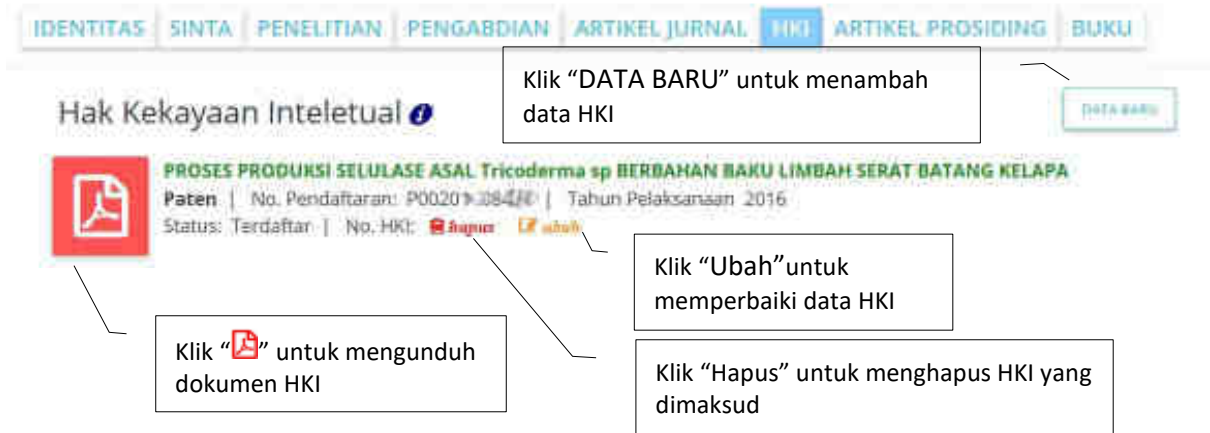 IDENTITAS SINTA PENELITIAN PENGABDIAN ARTIKEL JURNAL HKI ARTIKEL PROSIDING BUKU
Klik “DATA BARU” untuk menambah
data HKI
Hak Kekayaan Inteletual
DATA BARU
PROSES PRODUKSI SELULASE ASAL Tricoderma sp BERBAHAN BAKU LIMBAH SERAT BATANG KELAPA
Paten | No. Pendaftaran: | Tahun Pelaksanaan 2016
Status: Terdaftar | No. HKI: hapus ubah
Klik “Ubah”untuk
memperbaiki data HKI
Klik “” untuk mengunduh
dokumen HKI
Klik “Hapus” untuk menghapus HKI yang
dimaksud